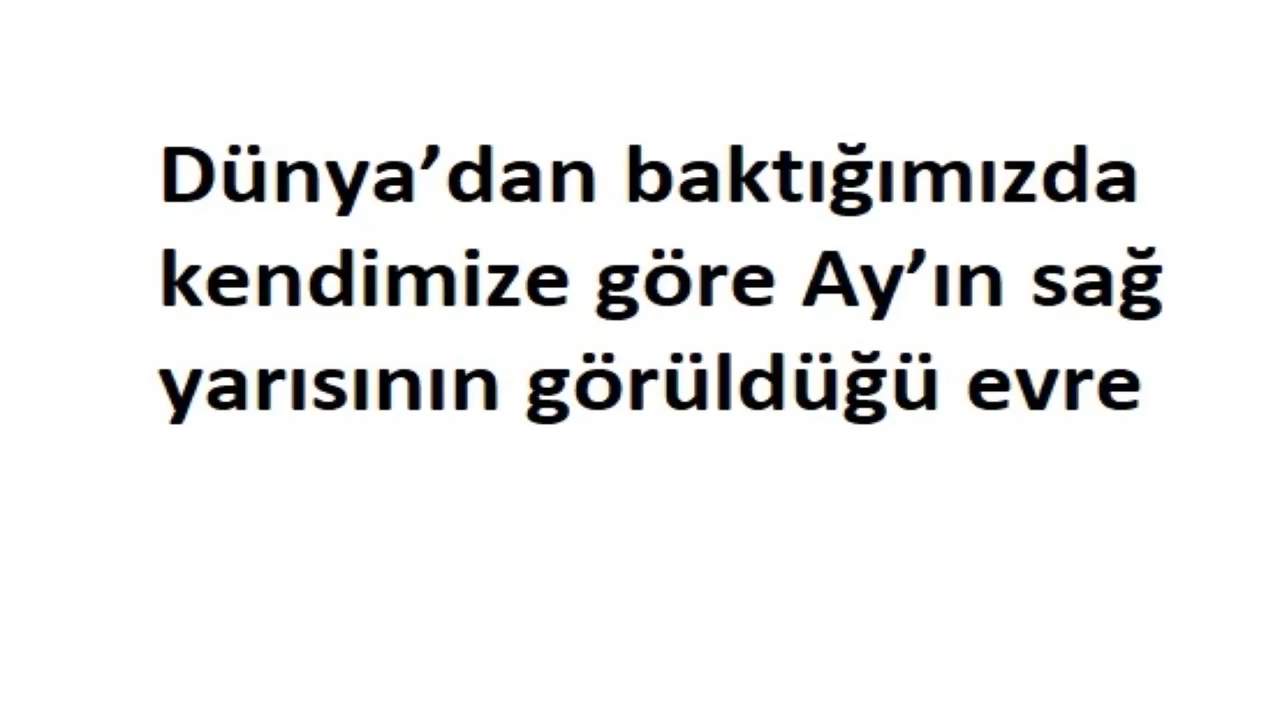 Dünya’dan baktığımızda
kendimize göre Ay’ın sağ
yarısının görüldüğü evre